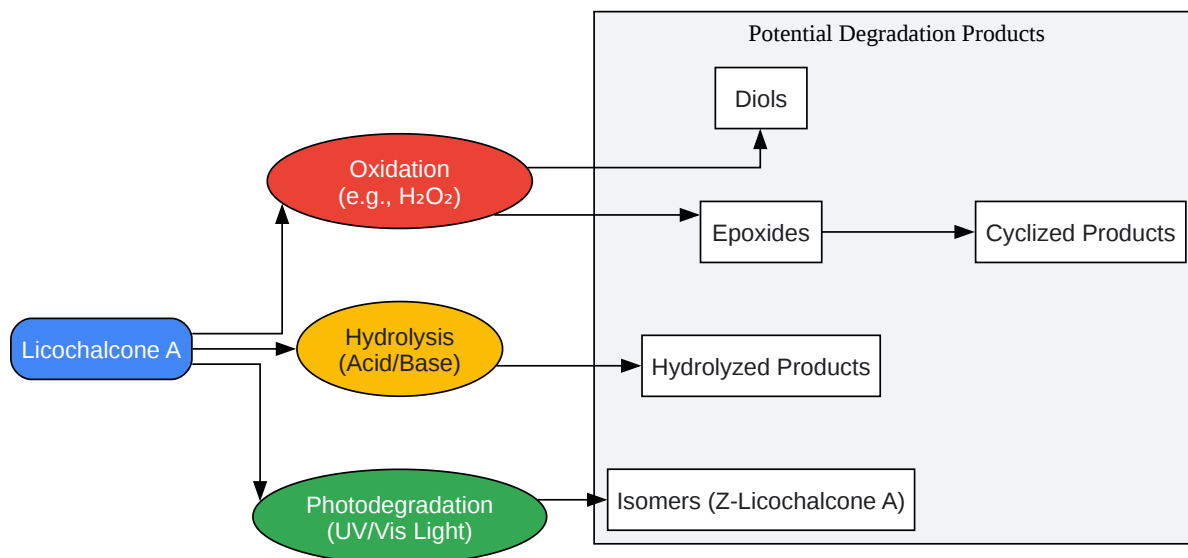 Potential Degradation Products
Diols
Oxidation
(e.g., H₂O₂)
Epoxides
Cyclized Products
Licochalcone A
Hydrolysis
(Acid/Base)
Hydrolyzed Products
Photodegradation
(UV/Vis Light)
Isomers (Z-Licochalcone A)